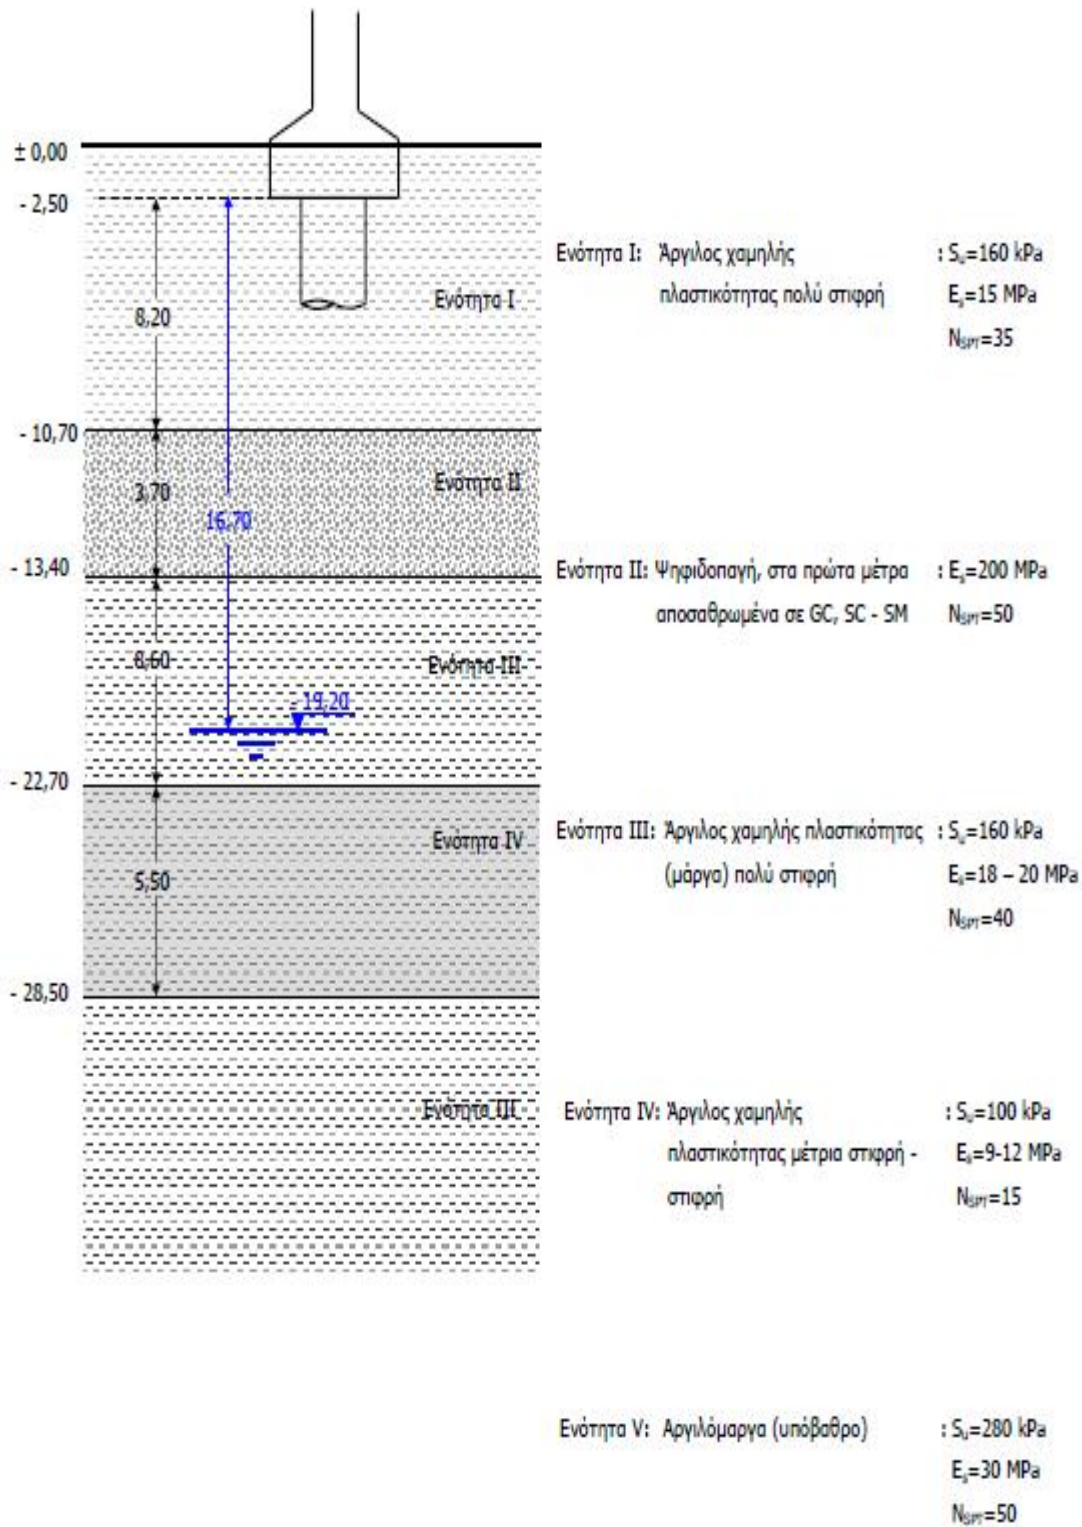 ± 0,00
- 2,50
Ενότητα Ι
8,20
- 10,70
Ενότητα ΙΙ
3,70
16,70
- 13,40
Ενότητα ΙΙΙ
8,60
- 19,20
- 22,70
Ενότητα IV
5,50
- 28,50
Ενότητα ΙΙΙ
Ενότητα Ι: Άργιλος χαμηλής : Sᵤ=160 kPa
πλαστικότητας πολύ στιφρή Eₛ=15 MPa
NSPT=35
Ενότητα ΙΙ: Ψηφιδοπαγή, στα πρώτα μέτρα : Eₛ=200 MPa
αποσαθρωμένα σε GC, SC - SM NSPT=50
Ενότητα ΙΙΙ: Άργιλος χαμηλής πλαστικότητας : Sᵤ=160 kPa
(μάργα) πολύ στιφρή Eₛ=18 – 20 MPa
NSPT=40
Ενότητα IV: Άργιλος χαμηλής : Sᵤ=100 kPa
πλαστικότητας μέτρια στιφρή - Eₛ=9-12 MPa
στιφρή NSPT=15
Ενότητα V: Αργιλόμαργα (υπόβαθρο) : Sᵤ=280 kPa
Eₛ=30 MPa
NSPT=50